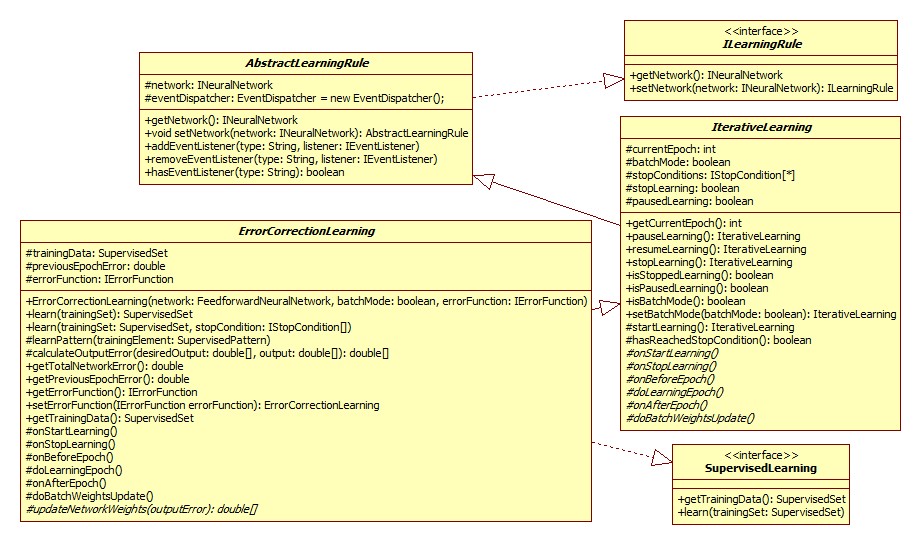 AbstractLearningRule
#network: INeuralNetwork
#eventDispatcher: EventDispatcher = new EventDispatcher();
+getNetwork(): INeuralNetwork
+void setNetwork(network: INeuralNetwork): AbstractLearningRule
+addEventListener(type: String, listener: IEventListener)
+removeEventListener(type: String, listener: IEventListener)
+hasEventListener(type: String): boolean
<<interface>>
ILearningRule
+getNetwork(): INeuralNetwork
+setNetwork(network: INeuralNetwork): ILearningRule
IterativeLearning
#currentEpoch: int
#batchMode: boolean
#stopConditions: IStopCondition[*]
#stopLearning: boolean
#pausedLearning: boolean
+getCurrentEpoch(): int
+pauseLearning(): IterativeLearning
+resumeLearning(): IterativeLearning
+stopLearning(): IterativeLearning
+isStoppedLearning(): boolean
+isPausedLearning(): boolean
+isBatchMode(): boolean
+setBatchMode(batchMode: boolean): IterativeLearning
#startLearning(): IterativeLearning
#hasReachedStopCondition(): boolean
#onStartLearning()
#onStopLearning()
#onBeforeEpoch()
#doLearningEpoch()
#onAfterEpoch()
#doBatchWeightsUpdate()
ErrorCorrectionLearning
#trainingData: SupervisedSet
#previousEpochError: double
#errorFunction: IErrorFunction
+ErrorCorrectionLearning(network: FeedforwardNeuralNetwork, batchMode: boolean, errorFunction: IErrorFunction)
+learn(trainingSet): SupervisedSet
+learn(trainingSet: SupervisedSet, stopCondition: IStopCondition[])
#learnPattern(trainingElement: SupervisedPattern)
#calculateOutputError(desiredOutput: double[], output: double[]): double[]
+getTotalNetworkError(): double
+getPreviousEpochError(): double
+getErrorFunction(): IErrorFunction
+setErrorFunction(IErrorFunction errorFunction): ErrorCorrectionLearning
+getTrainingData(): SupervisedSet
#onStartLearning()
#onStopLearning()
#onBeforeEpoch()
#doLearningEpoch()
#onAfterEpoch()
#doBatchWeightsUpdate()
#updateNetworkWeights(outputError): double[]
<<interface>>
SupervisedLearning
+getTrainingData(): SupervisedSet
+learn(trainingSet: SupervisedSet)